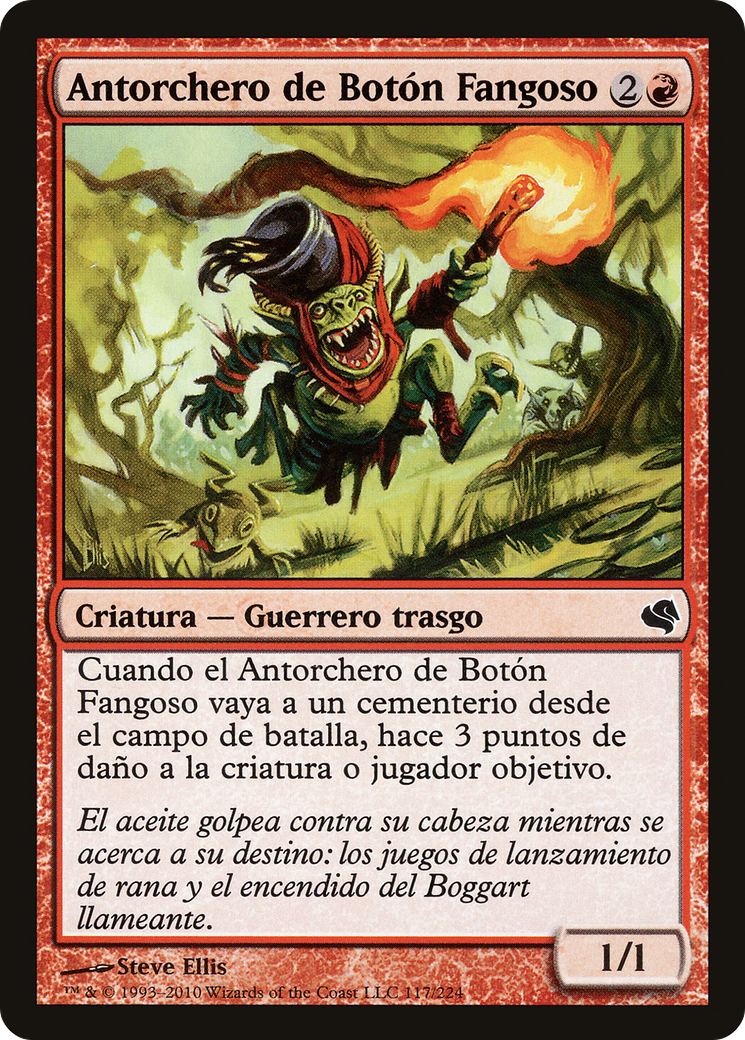 Antorchero de Botón Fangoso 2
Ellis
Criatura — Guerrero trasgo
Cuando el Antorchero de Botón
Fangoso vaya a un cementerio desde
el campo de batalla, hace 3 puntos de
daño a la criatura o jugador objetivo.
El aceite golpea contra su cabeza mientras se
acerca a su destino: los juegos de lanzamiento
de rana y el encendido del Boggart
llameante.
1/1
Steve Ellis
™ & © 1993–2010 Wizards of the Coast LLC 117/224